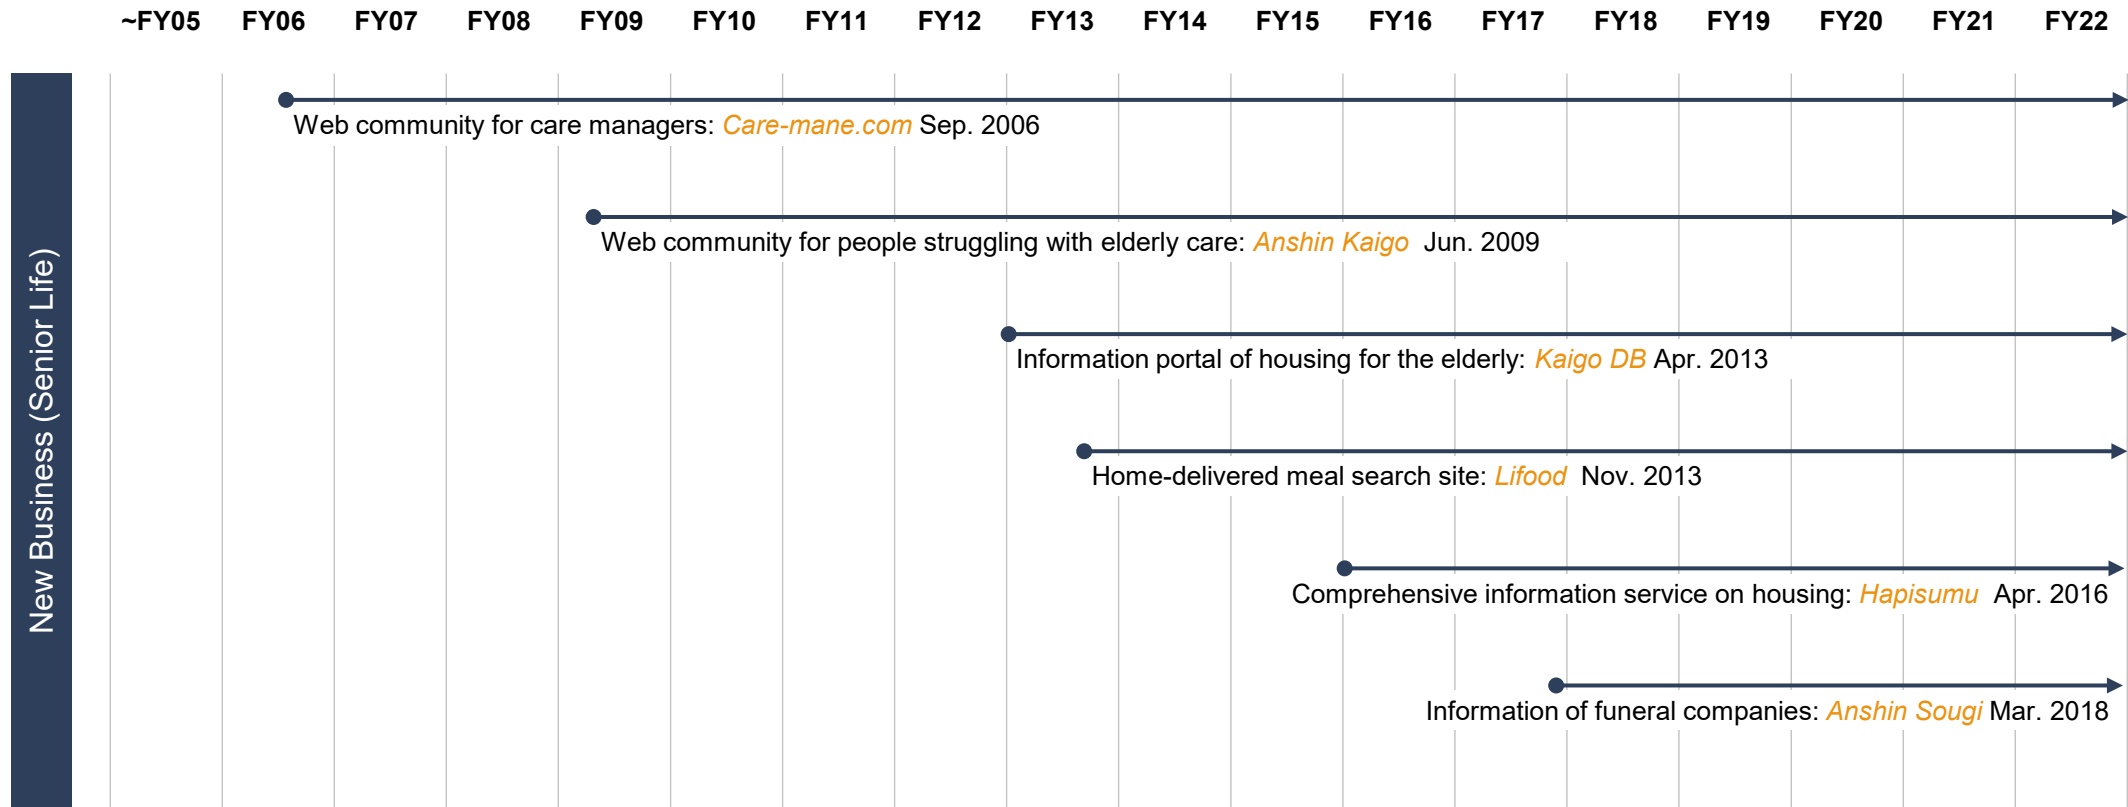 ~FY05 FY06 FY07 FY08 FY09 FY10 FY11 FY12 FY13 FY14 FY15 FY16 FY17 FY18 FY19 FY20 FY21 FY22
New Business (Senior Life)
Web community for care managers: Care-mane.com Sep. 2006
Web community for people struggling with elderly care: Anshin Kaigo Jun. 2009
Information portal of housing for the elderly: Kaigo DB Apr. 2013
Home-delivered meal search site: Lifood Nov. 2013
Comprehensive information service on housing: Hapisumu Apr. 2016
Information of funeral companies: Anshin Sougi Mar. 2018